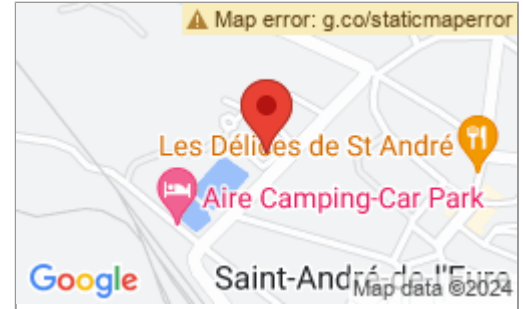 Map error: g.co/staticmaperror
Les Délices de St André
Aire Camping-Car Park
Saint-André-de-l'Eure
Google
Map data ©2024